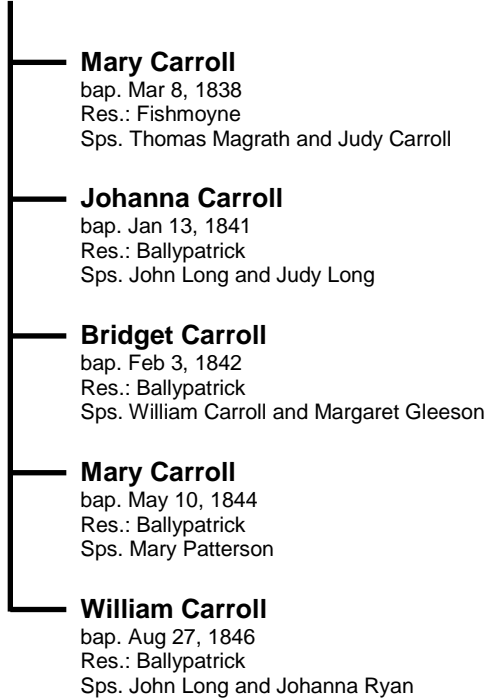 Mary Carroll
bap. Mar 8, 1838
Res.: Fishmoyne
Sps. Thomas Magrath and Judy Carroll
Johanna Carroll
bap. Jan 13, 1841
Res.: Ballypatrick
Sps. John Long and Judy Long
Bridget Carroll
bap. Feb 3, 1842
Res.: Ballypatrick
Sps. William Carroll and Margaret Gleeson
Mary Carroll
bap. May 10, 1844
Res.: Ballypatrick
Sps. Mary Patterson
William Carroll
bap. Aug 27, 1846
Res.: Ballypatrick
Sps. John Long and Johanna Ryan